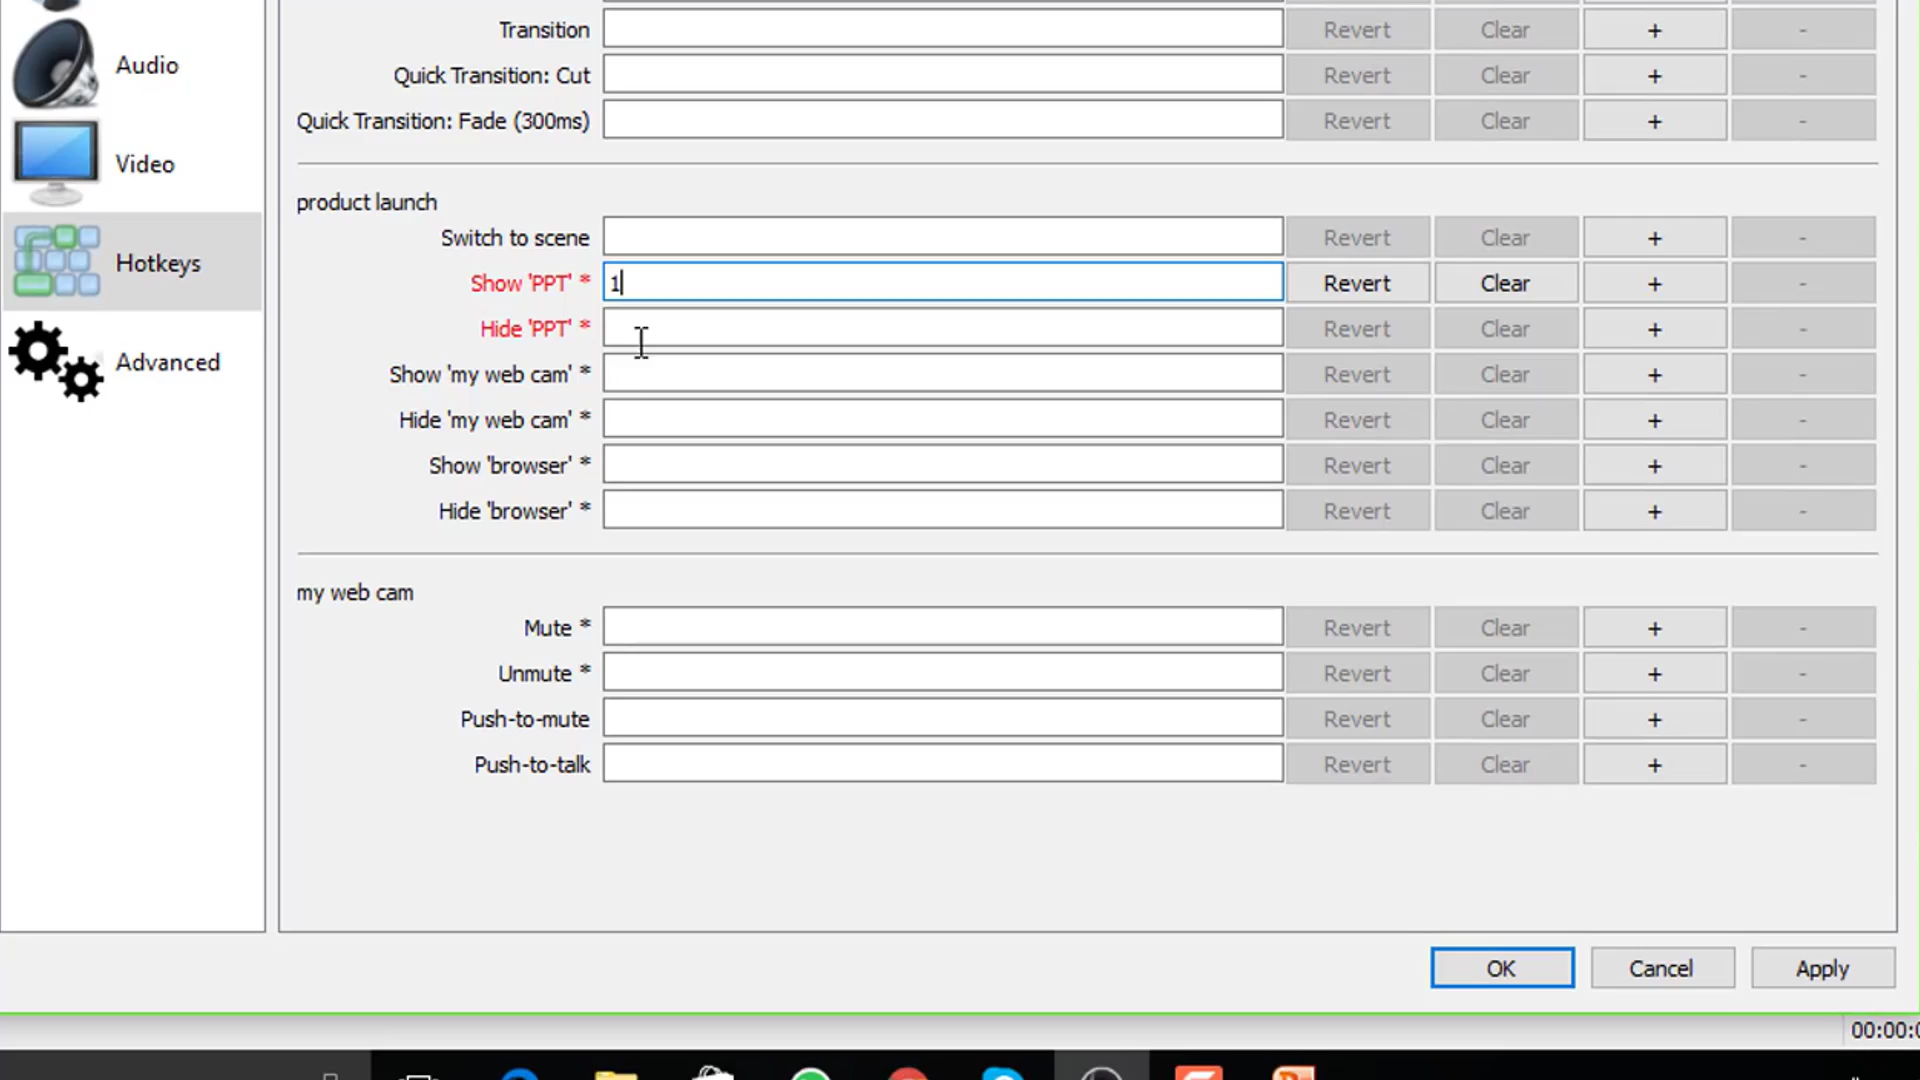 Transition Revert Clear + -
Audio
Quick Transition: Cut Revert Clear + -
Quick Transition: Fade (300ms) Revert Clear + -
Video
product launch
Switch to scene Revert Clear + -
Hotkeys
Show 'PPT' * 1 Revert Clear + -
Hide 'PPT' * Revert Clear + -
Advanced
Show 'my web cam' * Revert Clear + -
Hide 'my web cam' * Revert Clear + -
Show 'browser' * Revert Clear + -
Hide 'browser' * Revert Clear + -
my web cam
Mute * Revert Clear + -
Unmute * Revert Clear + -
Push-to-mute Revert Clear + -
Push-to-talk Revert Clear + -
OK Cancel Apply